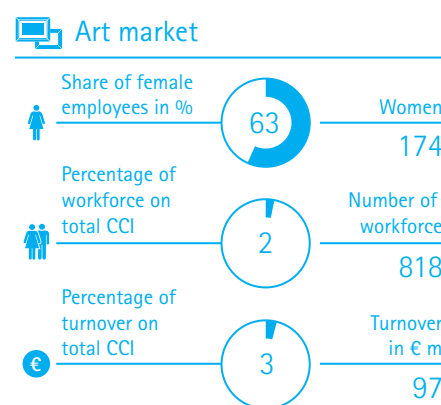 Art market
Share of female
employees in %
63
Women
174
Percentage of
workforce on
total CCI
2
Number of
workforce
818
Percentage of
turnover on
total CCI
€
3
Turnover
in € m
97